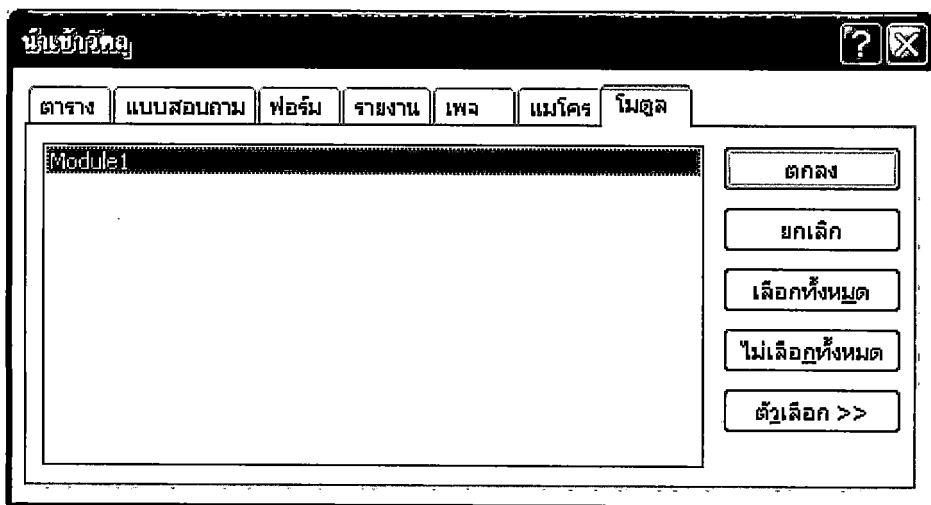 นำเข้าวัตถุ
ตาราง แบบสอบถาม ฟอร์ม รายงาน เพจ แมโคร โมดูล
Module1
ตกลง
ยกเลิก
เลือกทั้งหมด
ไม่เลือกทั้งหมด
ตัวเลือก >>